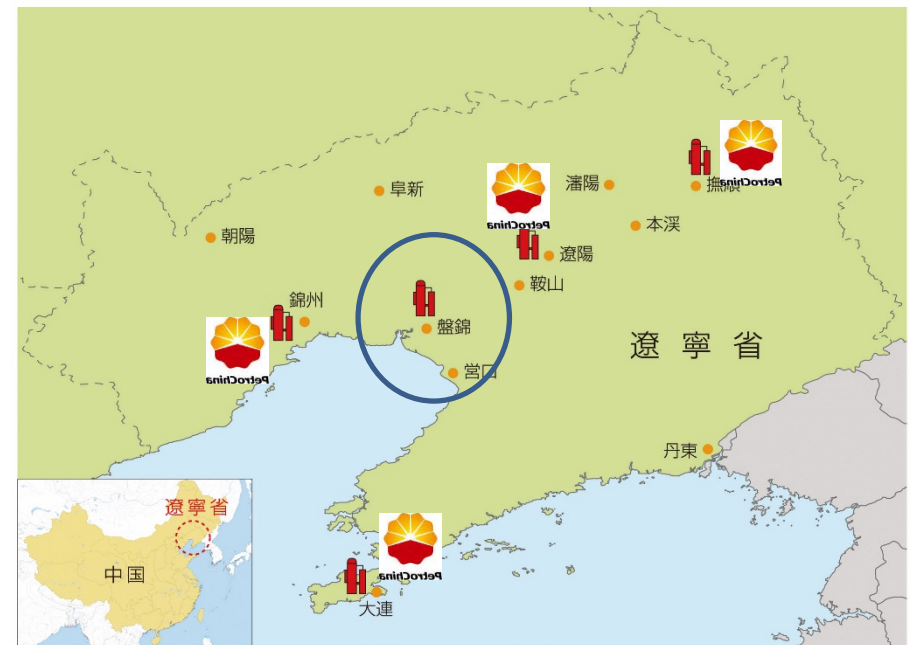 PetroChina
撫順
瀋陽
PetroChina
阜新
本渓
朝陽
遼陽
鞍山
錦州
盤錦
遼寧省
PetroChina
営口
丹東
遼寧省
中国
PetroChina
大連